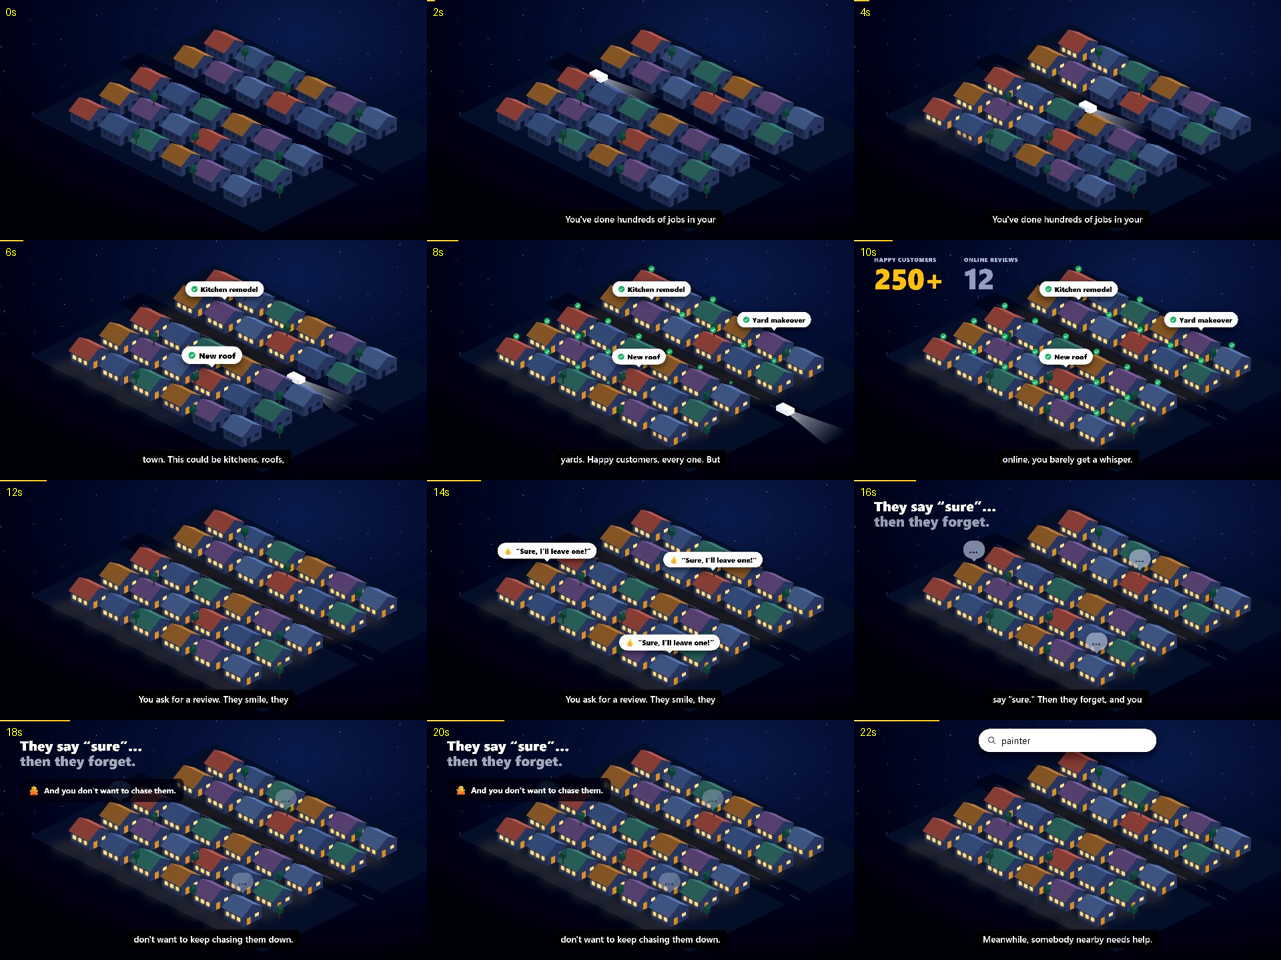 0s
2s
You've done hundreds of jobs in your
4s
You've done hundreds of jobs in your
6s
Kitchen remodel
New roof
town. This could be kitchens, roofs,
8s
Kitchen remodel
Yard makeover
New roof
yards. Happy customers, every one. But
10s
HAPPY CUSTOMERS
ONLINE REVIEWS
250+
12
Kitchen remodel
Yard makeover
New roof
online, you barely get a whisper.
12s
You ask for a review. They smile, they
14s
"Sure, I'll leave one!"
"Sure, I'll leave one!"
"Sure, I'll leave one!"
You ask for a review. They smile, they
16s
They say “sure”...
then they forget.
...
...
...
say "sure." Then they forget, and you
18s
They say “sure”...
then they forget.
And you don't want to chase them.
...
...
don't want to keep chasing them down.
20s
They say “sure”...
then they forget.
And you don't want to chase them.
...
...
don't want to keep chasing them down.
22s
painter
Meanwhile, somebody nearby needs help.